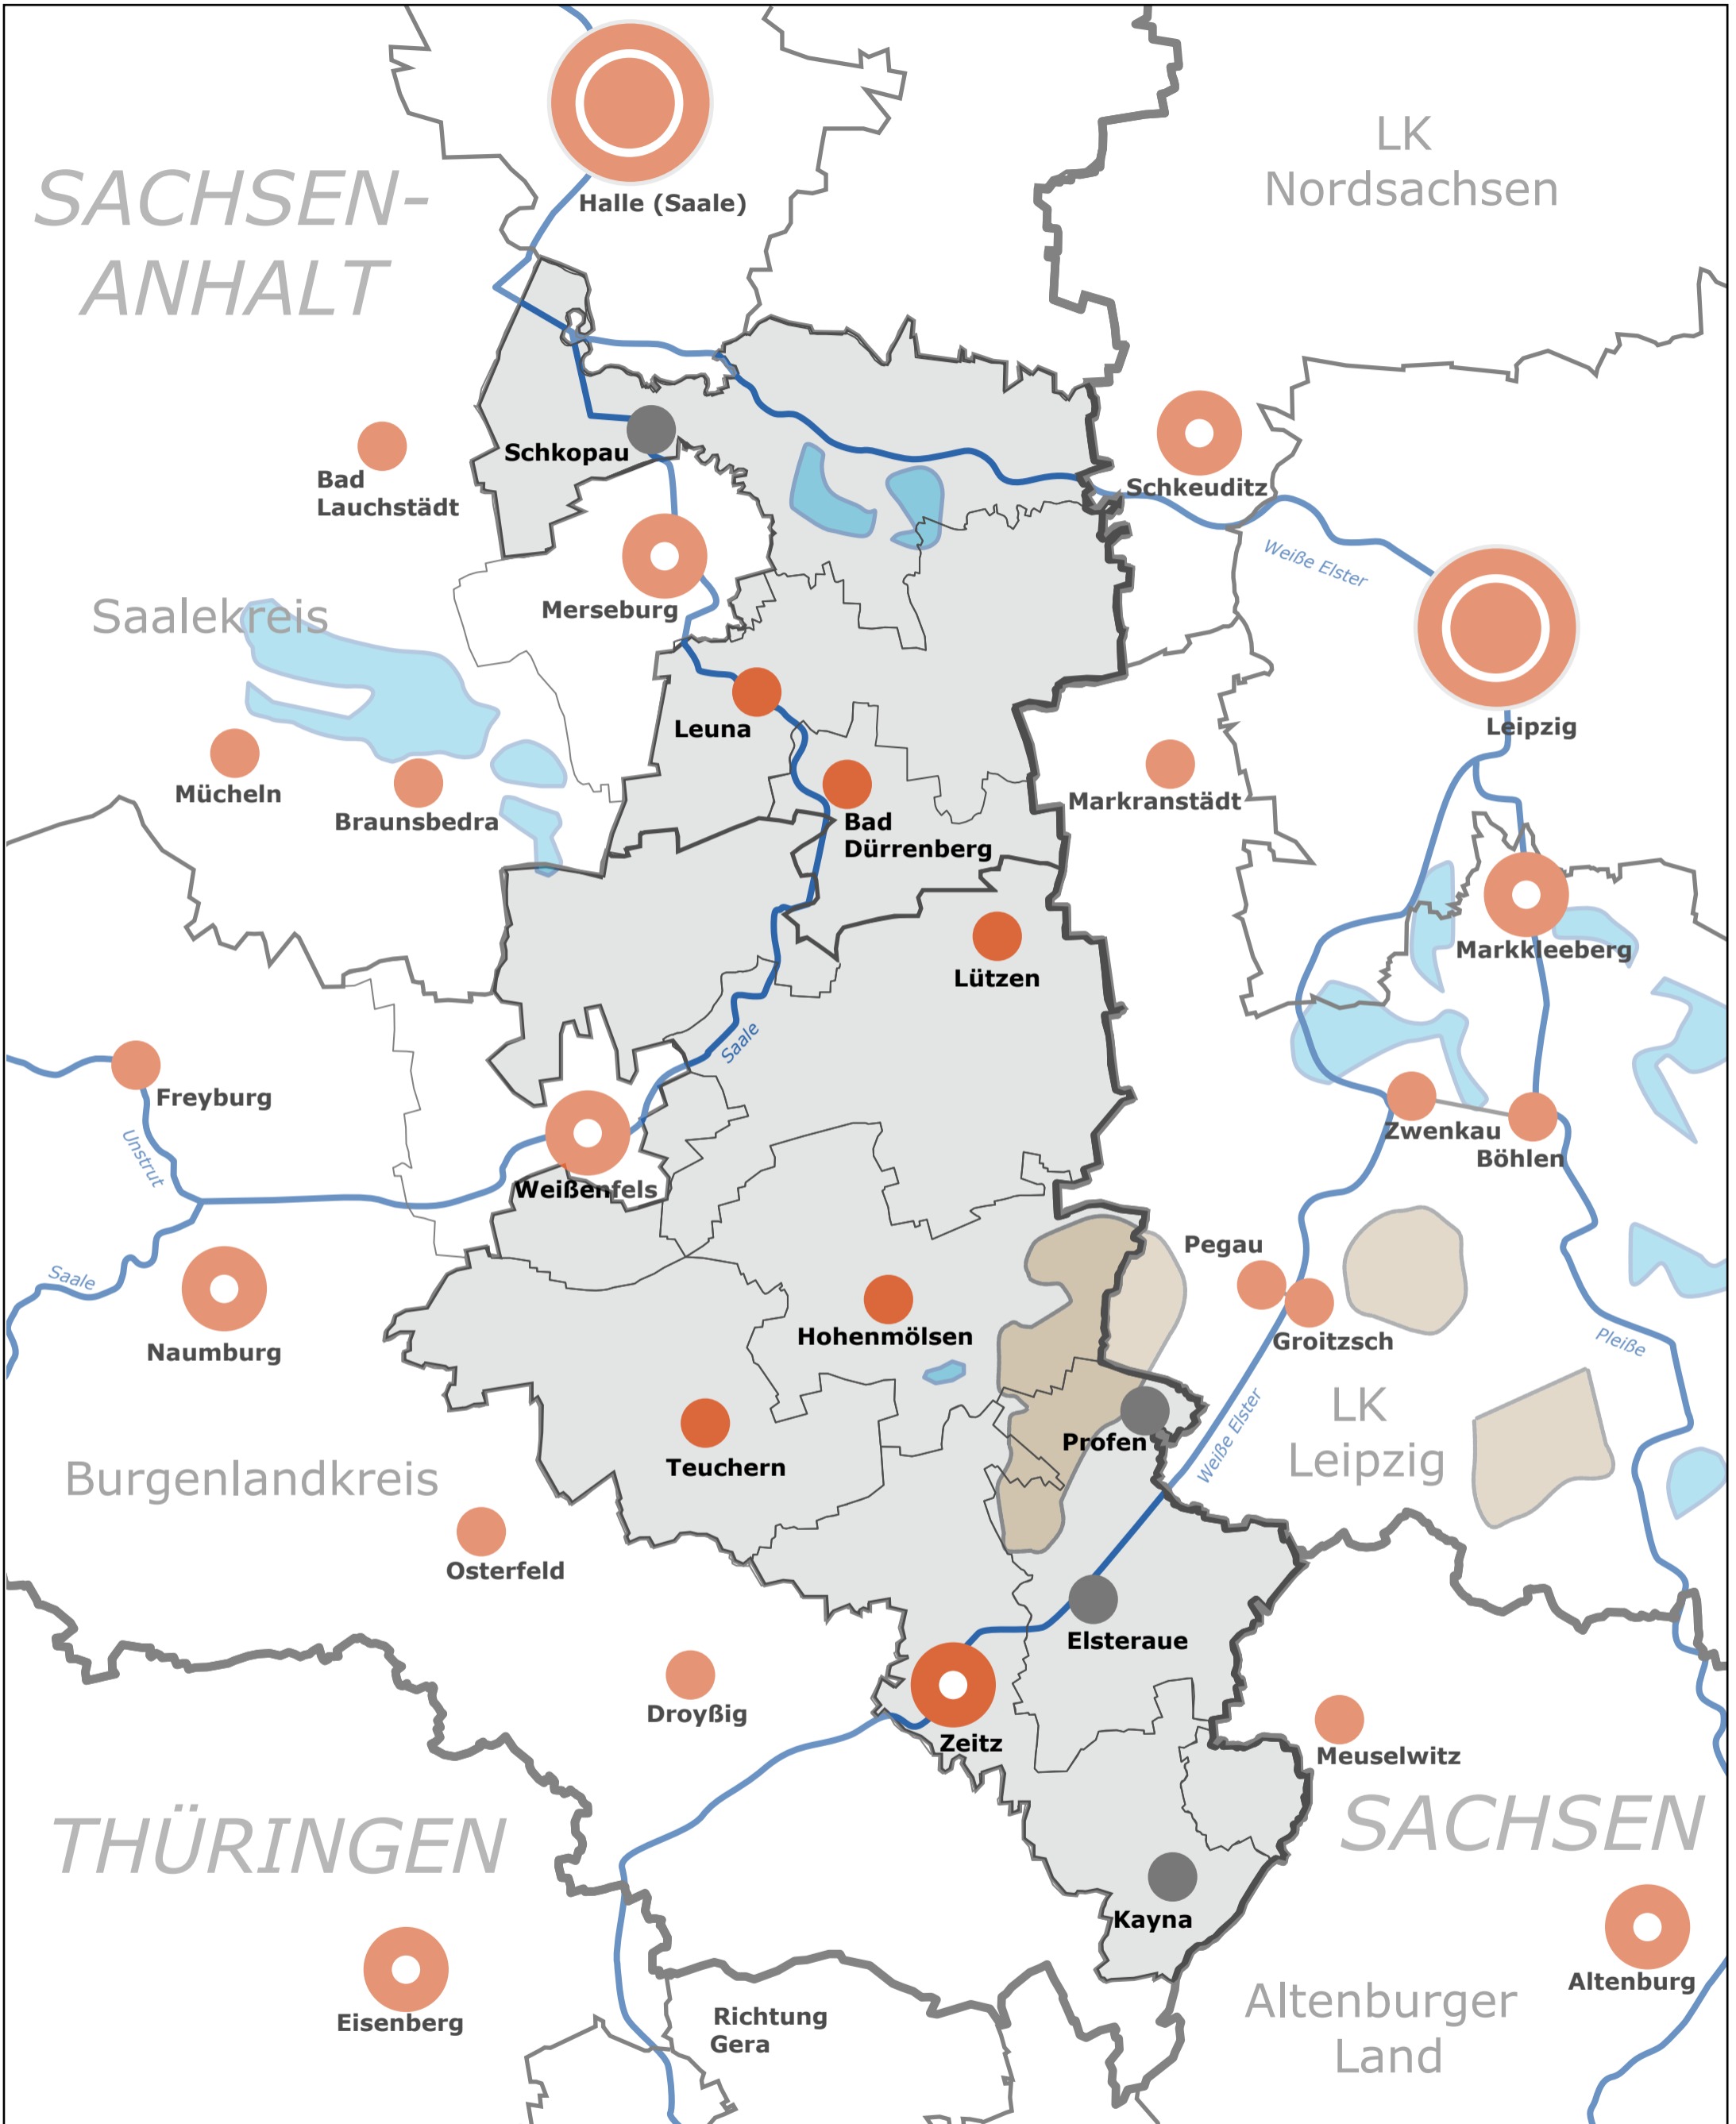 LK
Nordsachsen
SACHSEN-
ANHALT
Halle (Saale)
Schkopau
Bad
Lauchstädt
Schkeuditz
Weiße Elster
Merseburg
Saalekreis
Leuna
Leipzig
Mücheln
Braunsbedra
Markranstädt
Bad
Dürrenberg
Markkleeberg
Lützen
Saale
Freyburg
Unstrut
Zwenkau
Böhlen
Weißenfels
Saale
Naumburg
Pegau
Groitzsch
Hohenmölsen
Pleiße
LK
Leipzig
Weiße Elster
Profen
Teuchern
Burgenlandkreis
Osterfeld
Elsteraue
Droyßig
Zeitz
Meuselwitz
THÜRINGEN
SACHSEN
Kayna
Altenburg
Eisenberg
Richtung
Gera
Altenburger
Land